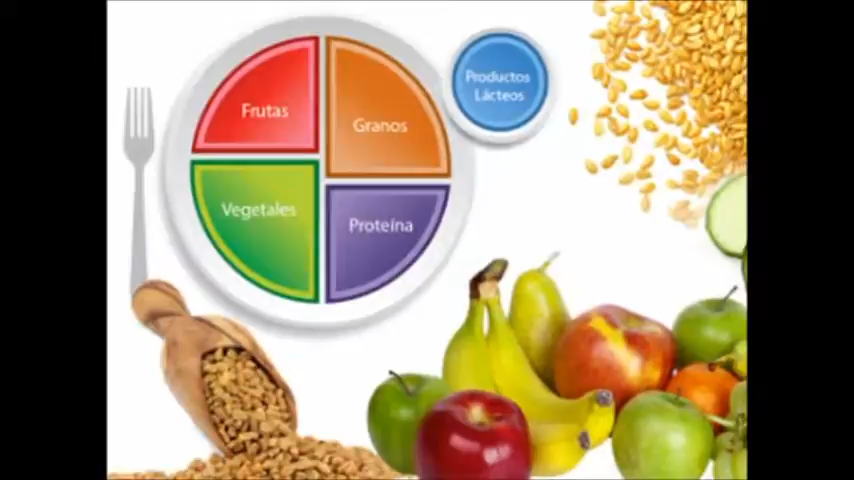 Frutas
Granos
Productos
Lácteos
Vegetales
Proteína